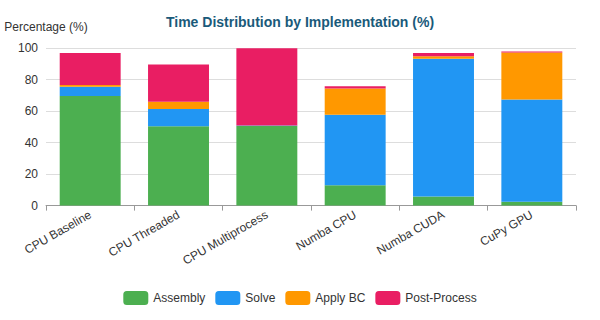 Time Distribution by Implementation (%)
Percentage (%)
100
80
60
40
20
0
CPU Baseline
CPU Threaded
CPU Multiprocess
Numba CPU
Numba CUDA
CuPy GPU
Assembly
Solve
Apply BC
Post-Process